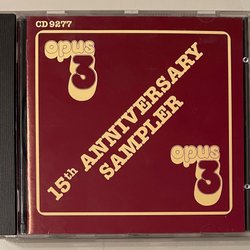 CD 9277
opus
3
15th ANNIVERSARY
SAMPLER
opus
3